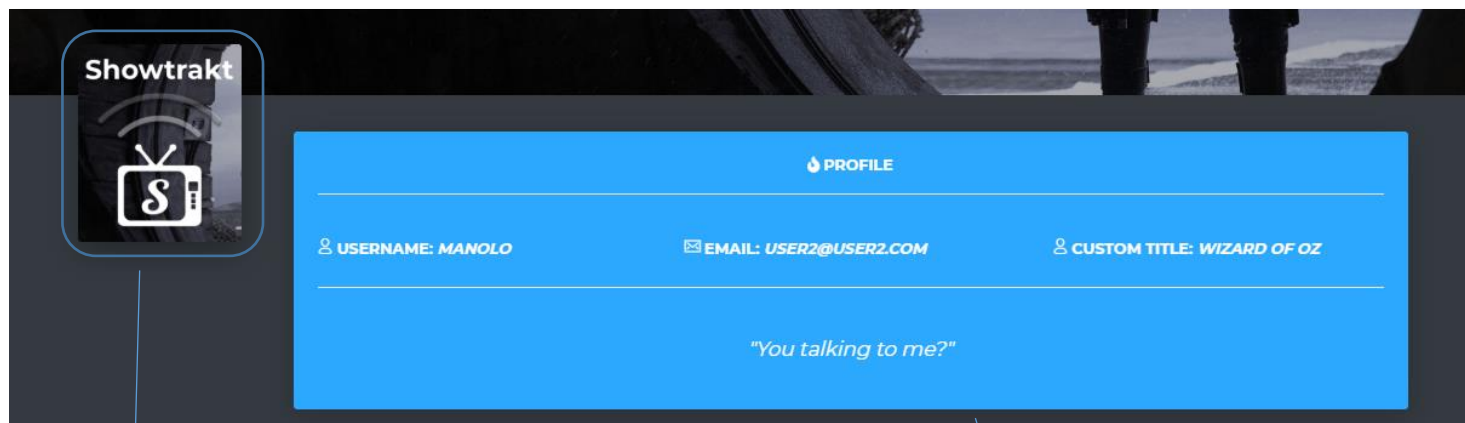 Showtrakt
S
PROFILE
USERNAME: MANOLO
EMAIL: USER2@USER2.COM
CUSTOM TITLE: WIZARD OF OZ
"You talking to me?"